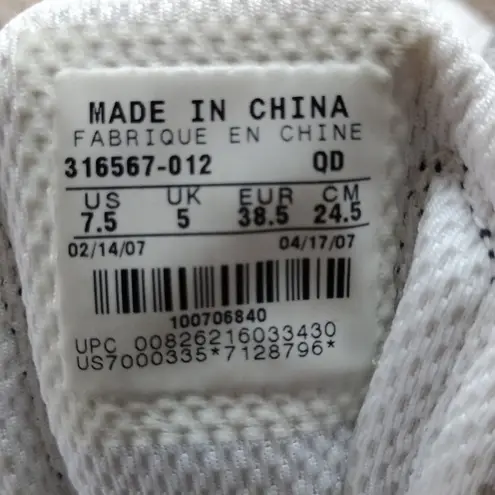 MADE IN CHINA
FABRIQUE EN CHINE
316567-012 QD
US UK EUR CM
7.5 5 38.5 24.5
02/14/07 04/17/07
100706840
UPC 00826216033430
US7000335*7128796*